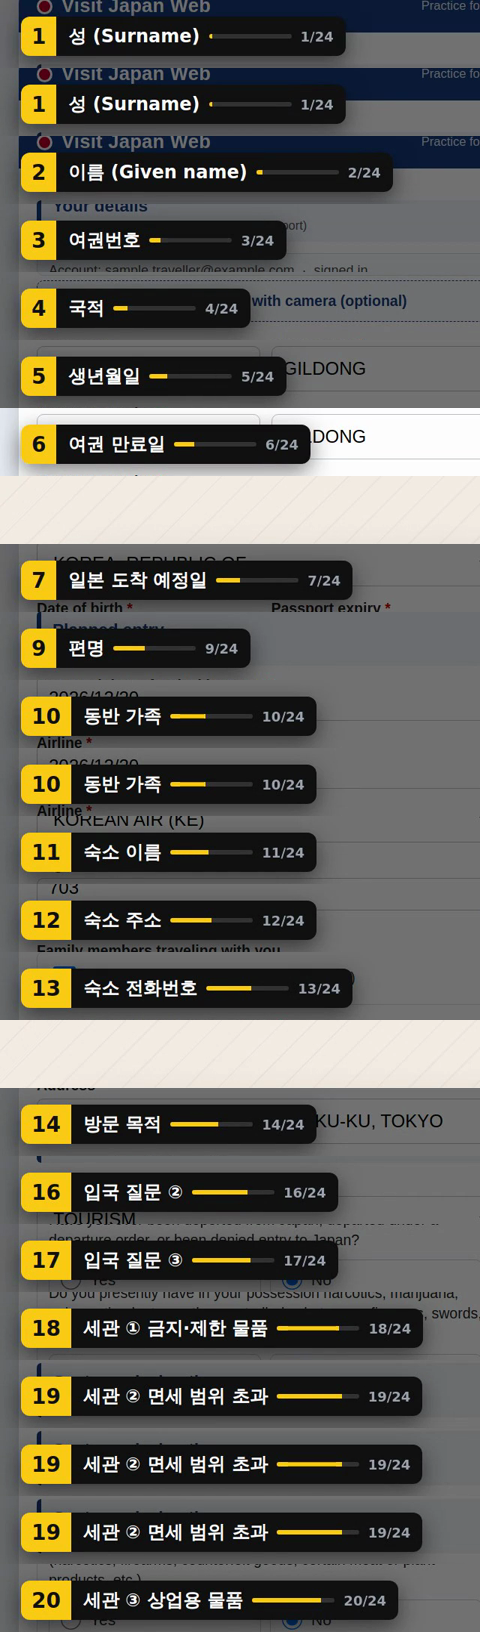 Visit Japan Web
Practice fo
1 성 (Surname) 1/24
Visit Japan Web
Practice fo
1 성 (Surname) 1/24
Visit Japan Web
Practice fo
2 이름 (Given name) 2/24
Your details
ort)
3 여권번호 3/24
Account: sample.traveller@example.com · signed in
with camera (optional)
4 국적 4/24
GILDONG
5 생년월일 5/24
LDONG
6 여권 만료일 6/24
KOREA, REPUBLIC OF
7 일본 도착 예정일 7/24
Date of birth * Passport expiry *
Planned entry
9 편명 9/24
2026/12/20
10 동반 가족 10/24
Airline *
2026/12/20
10 동반 가족 10/24
Airline *
KOREAN AIR (KE)
11 숙소 이름 11/24
703
12 숙소 주소 12/24
Family members traveling with you
13 숙소 전화번호 13/24
Address
14 방문 목적 14/24
KU-KU, TOKYO
16 입국 질문 ② 16/24
TOURISM
been deported from Japan, departed under a
departure order, or been denied entry to Japan?
17 입국 질문 ③ 17/24
Yes No
Do you presently have in your possession narcotics, marijuana,
s, swords,
18 세관 ① 금지·제한 물품 18/24
19 세관 ② 면세 범위 초과 19/24
19 세관 ② 면세 범위 초과 19/24
19 세관 ② 면세 범위 초과 19/24
products, etc.)
20 세관 ③ 상업용 물품 20/24
Yes No